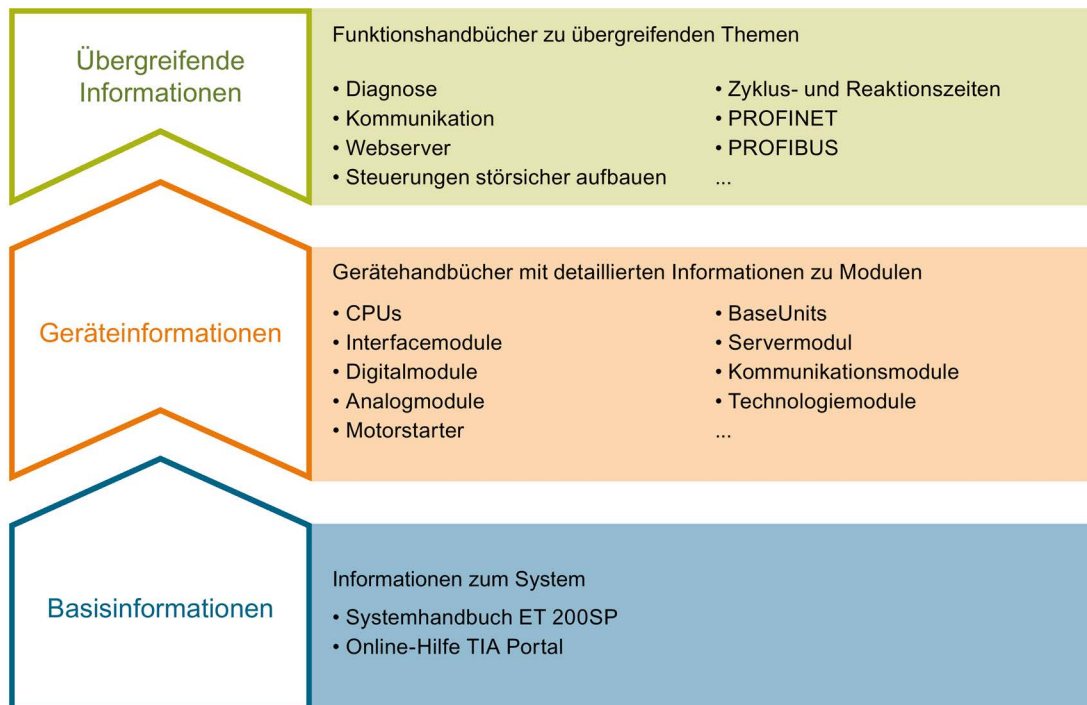 Übergreifende
Informationen
Funktionshandbücher zu übergreifenden Themen
• Diagnose
• Kommunikation
• Webserver
• Steuerungen störsicher aufbauen
• Zyklus- und Reaktionszeiten
• PROFINET
• PROFIBUS
...
Geräteinformationen
Gerätehandbücher mit detaillierten Informationen zu Modulen
• CPUs
• Interfacemodule
• Digitalmodule
• Analogmodule
• Motorstarter
• BaseUnits
• Servermodul
• Kommunikationsmodule
• Technologiemodule
...
Basisinformationen
Informationen zum System
• Systemhandbuch ET 200SP
• Online-Hilfe TIA Portal